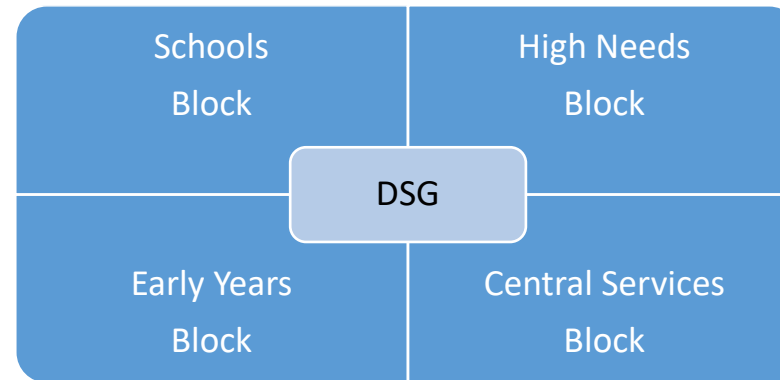 Schools
Block
High Needs
Block
DSG
Early Years
Block
Central Services
Block